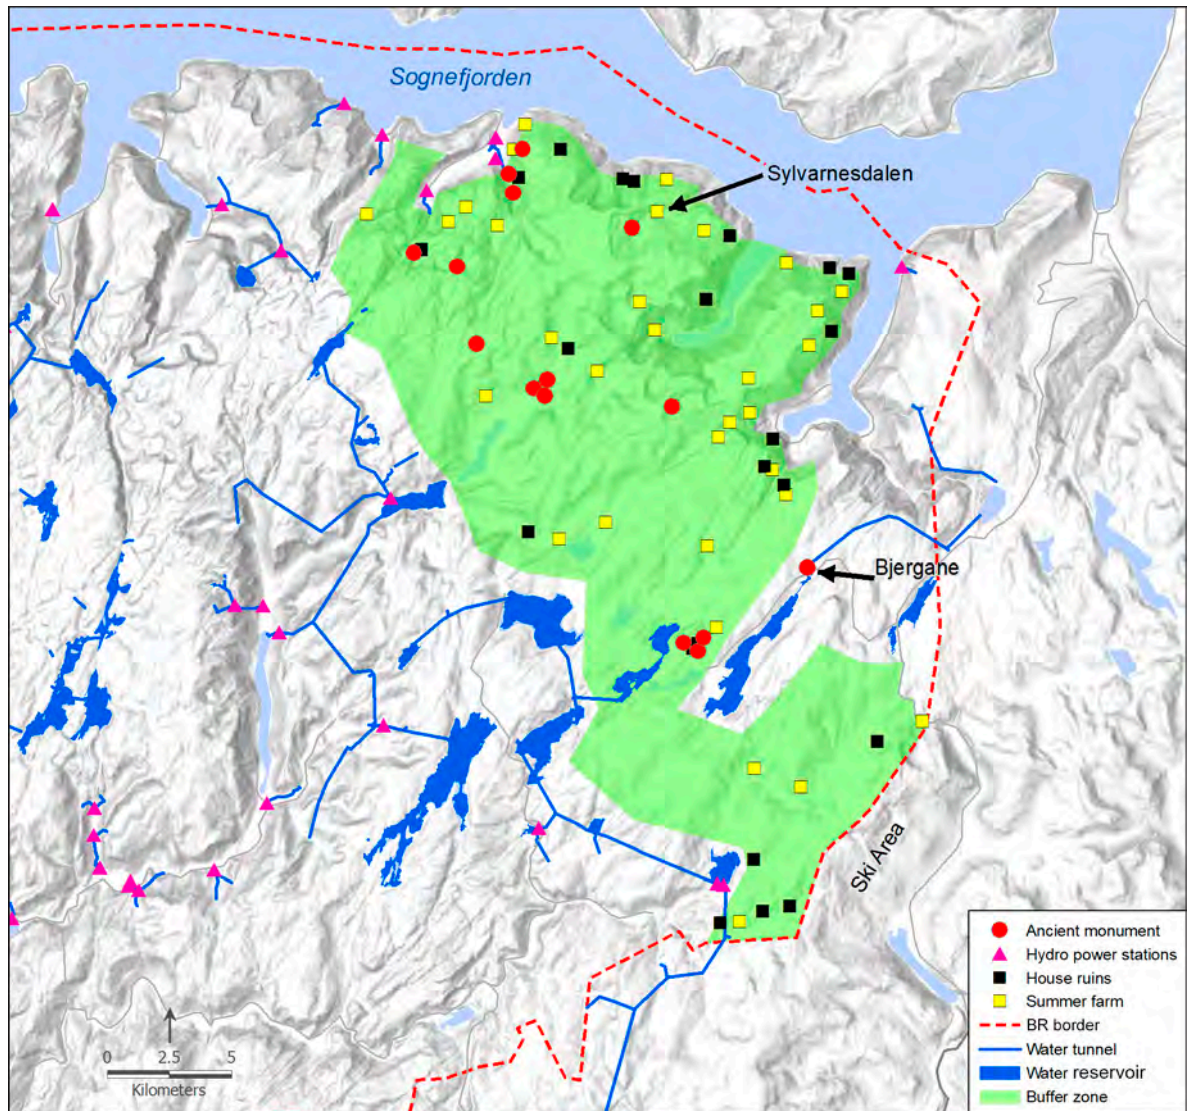 Sognefjorden
Sylvarnesdalen
Bjergane
Ski Area
Ancient monument
Hydro power stations
House ruins
Summer farm
BR border
Water tunnel
Water reservoir
Buffer zone
0 2.5 5
Kilometers